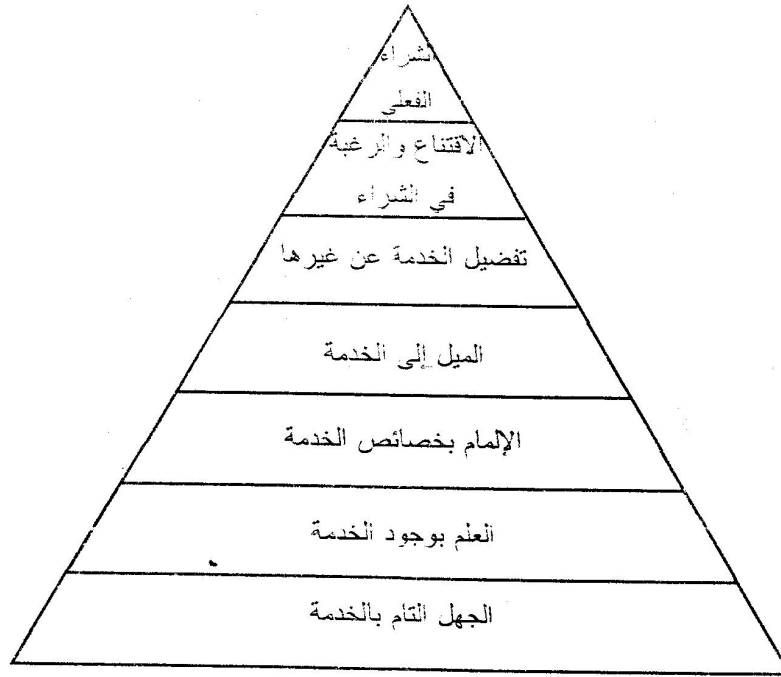 الشراء
الفعلي
الاقتناع والرغبة
في الشراء
تفضيل الخدمة عن غيرها
الميل إلى الخدمة
الإلمام بخصائص الخدمة
العلم بوجود الخدمة
الجهل التام بالخدمة